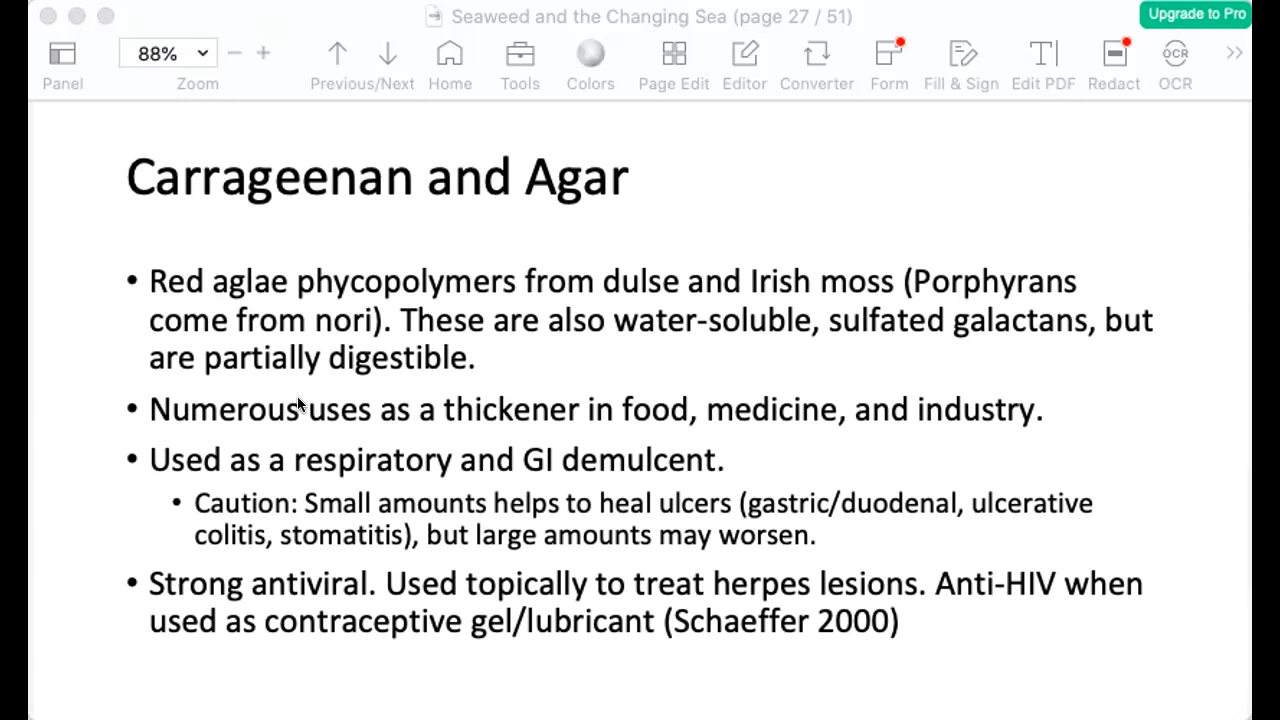 Seaweed and the Changing Sea (page 27 / 51)
Upgrade to Pro
88%
Panel Zoom Previous/Next Home Tools Colors Page Edit Editor Converter Form Fill & Sign Edit PDF Redact OCR
Carrageenan and Agar
• Red aglae phycopolymers from dulse and Irish moss (Porphyrans
come from nori). These are also water-soluble, sulfated galactans, but
are partially digestible.
• Numerous uses as a thickener in food, medicine, and industry.
• Used as a respiratory and GI demulcent.
• Caution: Small amounts helps to heal ulcers (gastric/duodenal, ulcerative
colitis, stomatitis), but large amounts may worsen.
• Strong antiviral. Used topically to treat herpes lesions. Anti-HIV when
used as contraceptive gel/lubricant (Schaeffer 2000)